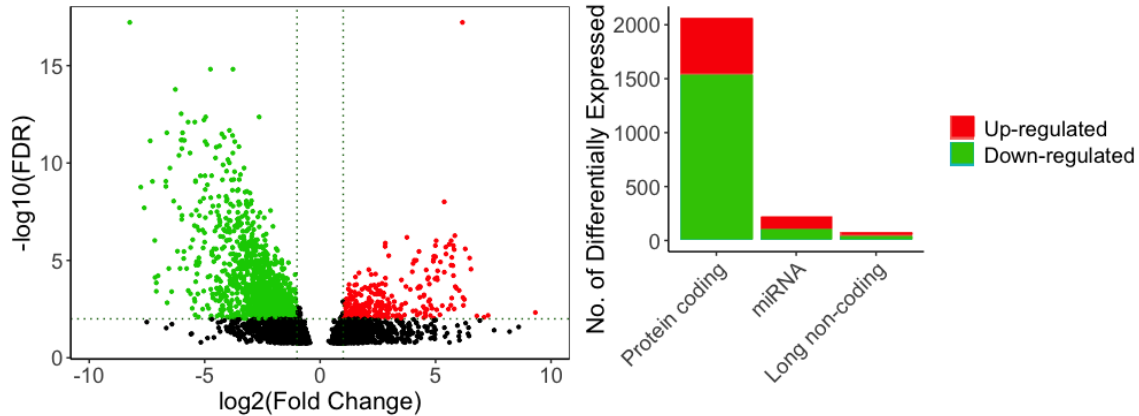 -log10(FDR)
15
10
5
0
-10
-5
0
5
10
log2(Fold Change)
No. of Differentially Expressed
2000
1500
1000
500
0
Protein coding
miRNA
Long non-coding
Up-regulated
Down-regulated